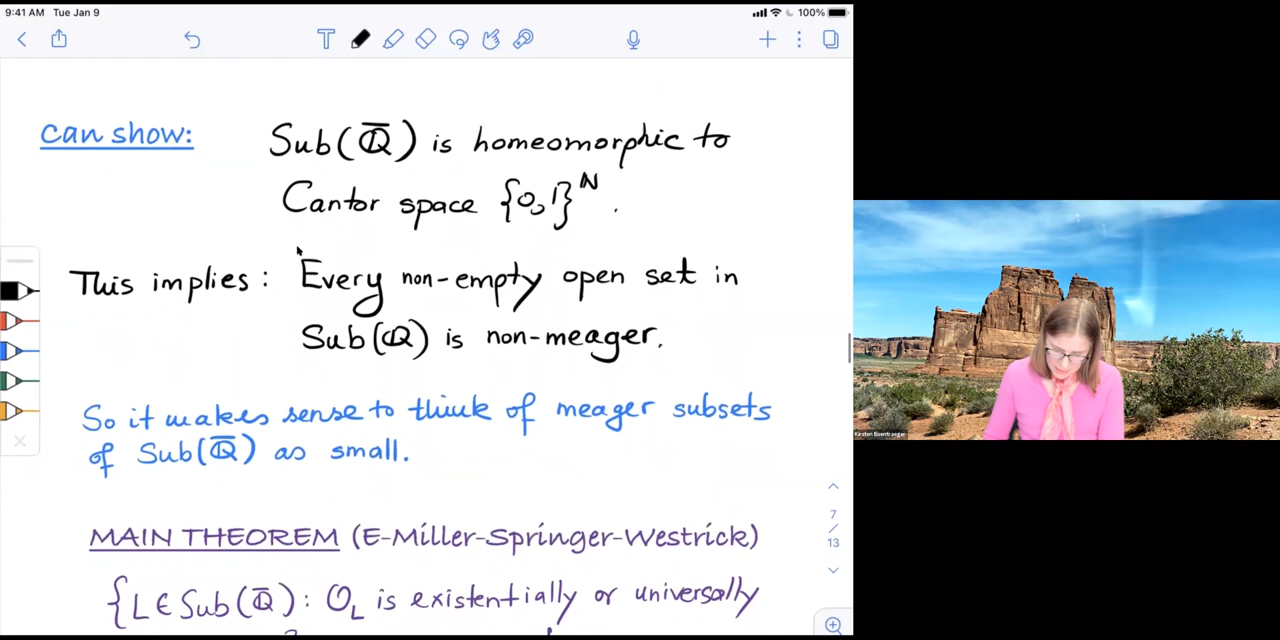 9:41 AM Tue Jan 9
100%
can show:
Sub(Q̅) is homeomorphic to
Cantor space {0,1}^N.
This implies: Every non-empty open set in
Sub(Q̅) is non-meager.
So it makes sense to think of meager subsets
of Sub(Q̅) as small.
MAIN THEOREM (E-Miller-Springer-Westrick)
{L ∈ Sub(Q̅): O_L is existentially or universally
7
/
13
Kirsten Eisentraeger